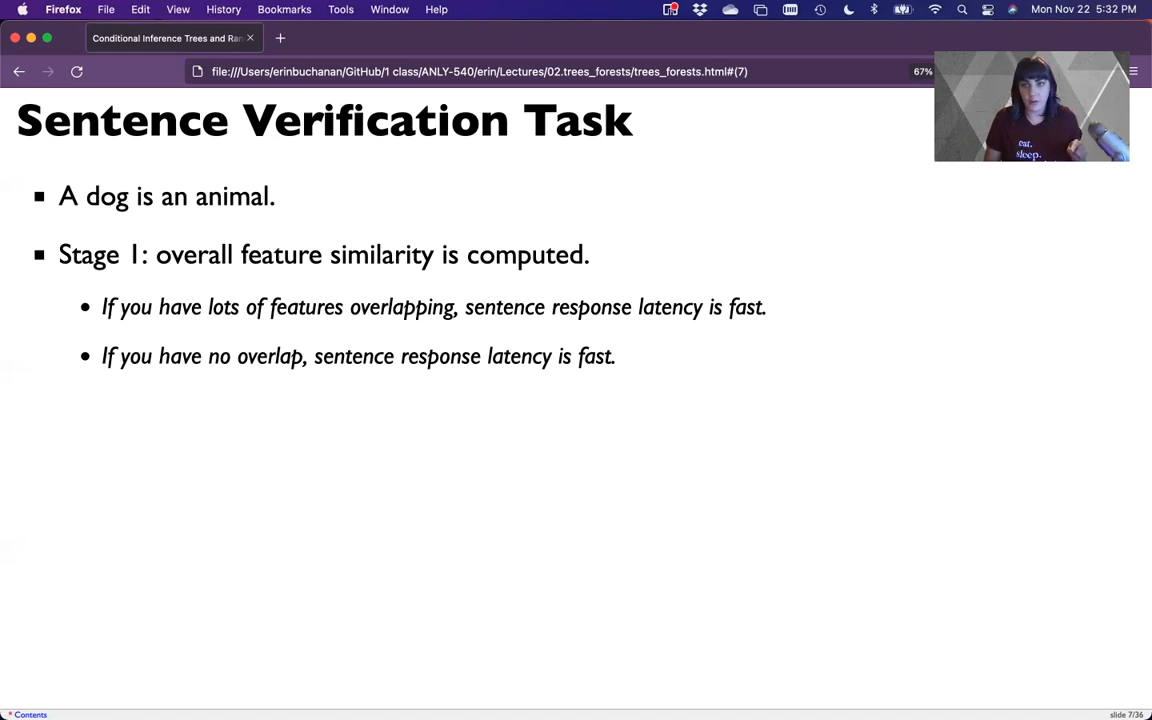 Firefox File Edit View History Bookmarks Tools Window Help Mon Nov 22 5:32 PM
Conditional Inference Trees and Ran
file:///Users/erinbuchanan/GitHub/1 class/ANLY-540/erin/Lectures/02.trees_forests/trees_forests.html#(7) 67%
Sentence Verification Task
eat.
sleep.
A dog is an animal.
Stage 1: overall feature similarity is computed.
If you have lots of features overlapping, sentence response latency is fast.
If you have no overlap, sentence response latency is fast.
* Contents slide 7/36